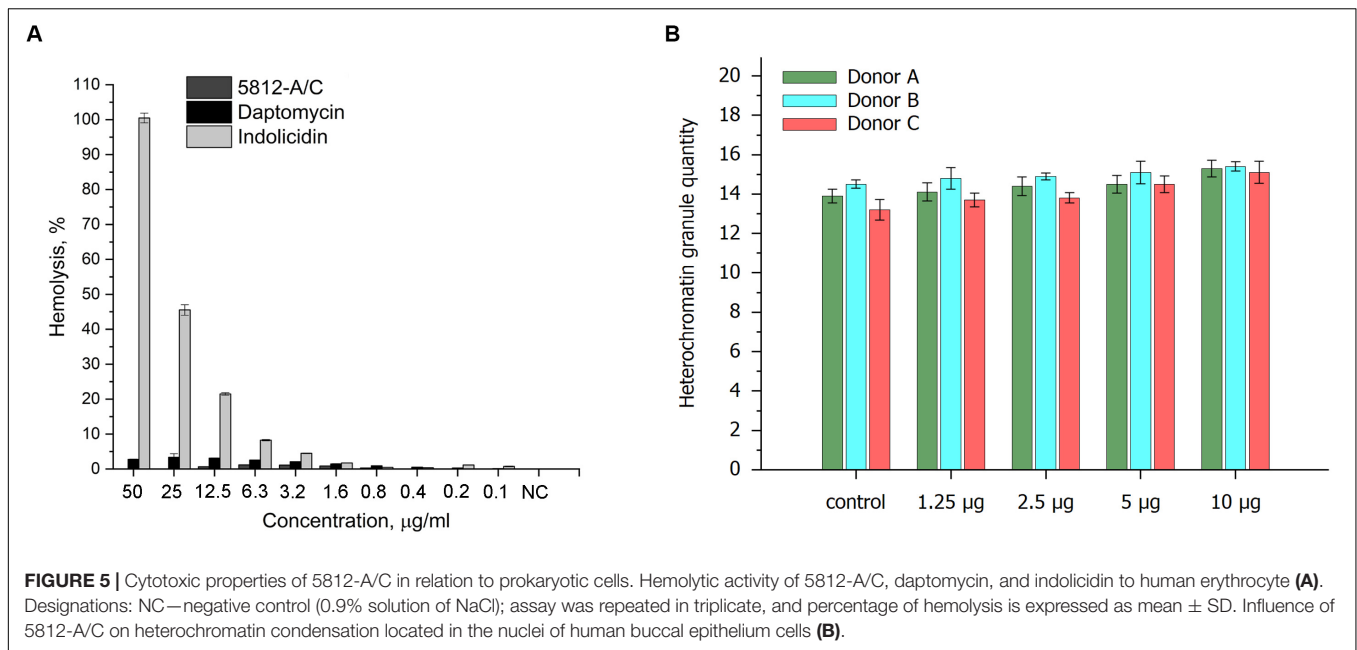 A
110
100
90
80
70
60
50
40
30
20
10
0
Hemolysis, %
5812-A/C
Daptomycin
Indolicidin
50 25 12.5 6.3 3.2 1.6 0.8 0.4 0.2 0.1 NC
Concentration, µg/ml
B
20
18
16
14
12
10
8
6
4
2
0
Heterochromatin granule quantity
Donor A
Donor B
Donor C
control 1.25 µg 2.5 µg 5 µg 10 µg
FIGURE 5 | Cytotoxic properties of 5812-A/C in relation to prokaryotic cells. Hemolytic activity of 5812-A/C, daptomycin, and indolicidin to human erythrocyte (A).
Designations: NC—negative control (0.9% solution of NaCl); assay was repeated in triplicate, and percentage of hemolysis is expressed as mean ± SD. Influence of
5812-A/C on heterochromatin condensation located in the nuclei of human buccal epithelium cells (B).